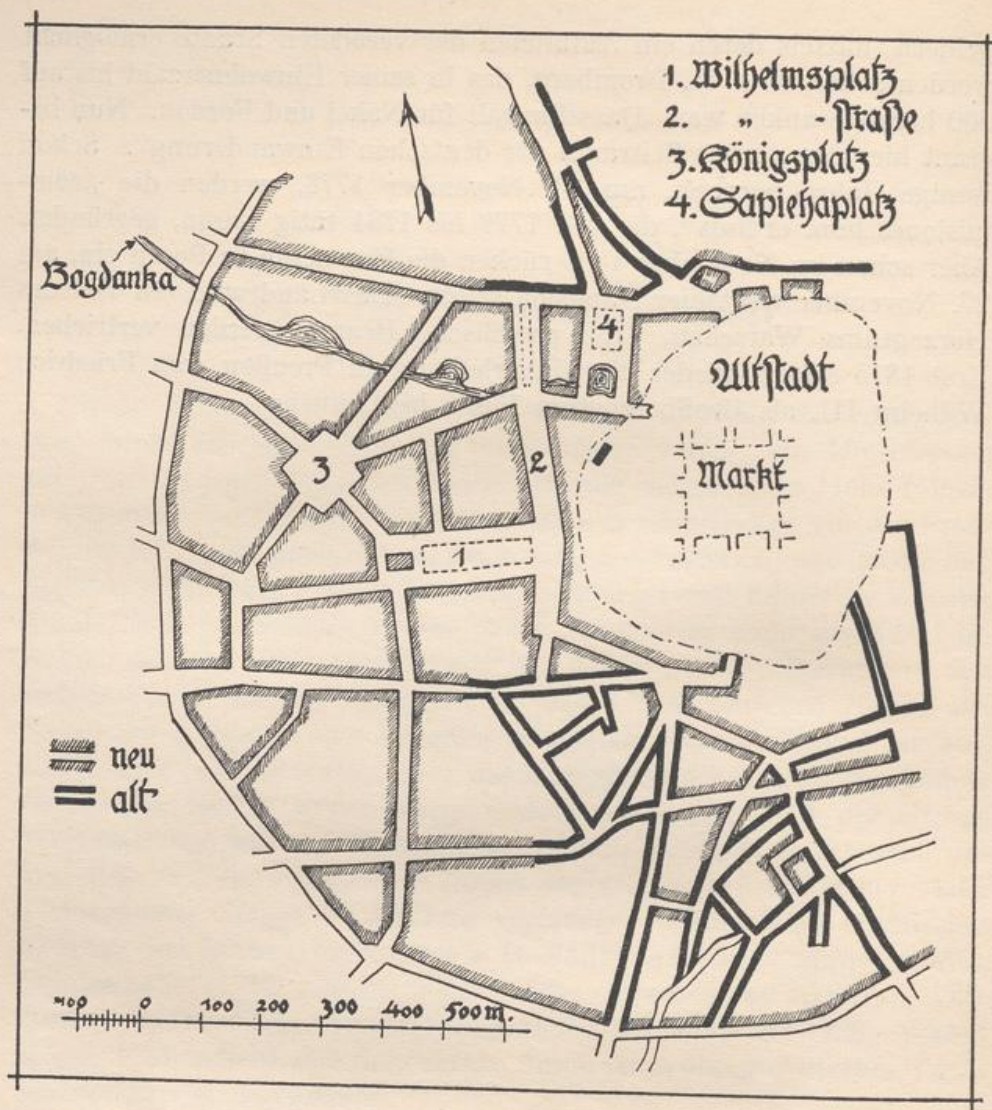 1. Wilhelmsplatz
2. „ - straße
3. Königsplatz
4. Sapiehaplatz
Bogdanka
4
Altstadt
3
2
Markt
1
neu
alt
100 0 100 200 300 400 500 m.